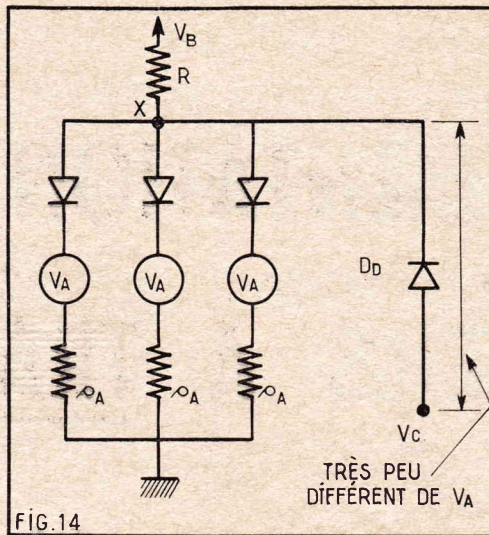 V_B
R
X
V_A V_A V_A
D_D
ρ_A ρ_A ρ_A
V_C
TRÈS PEU
DIFFÉRENT DE V_A
FIG.14